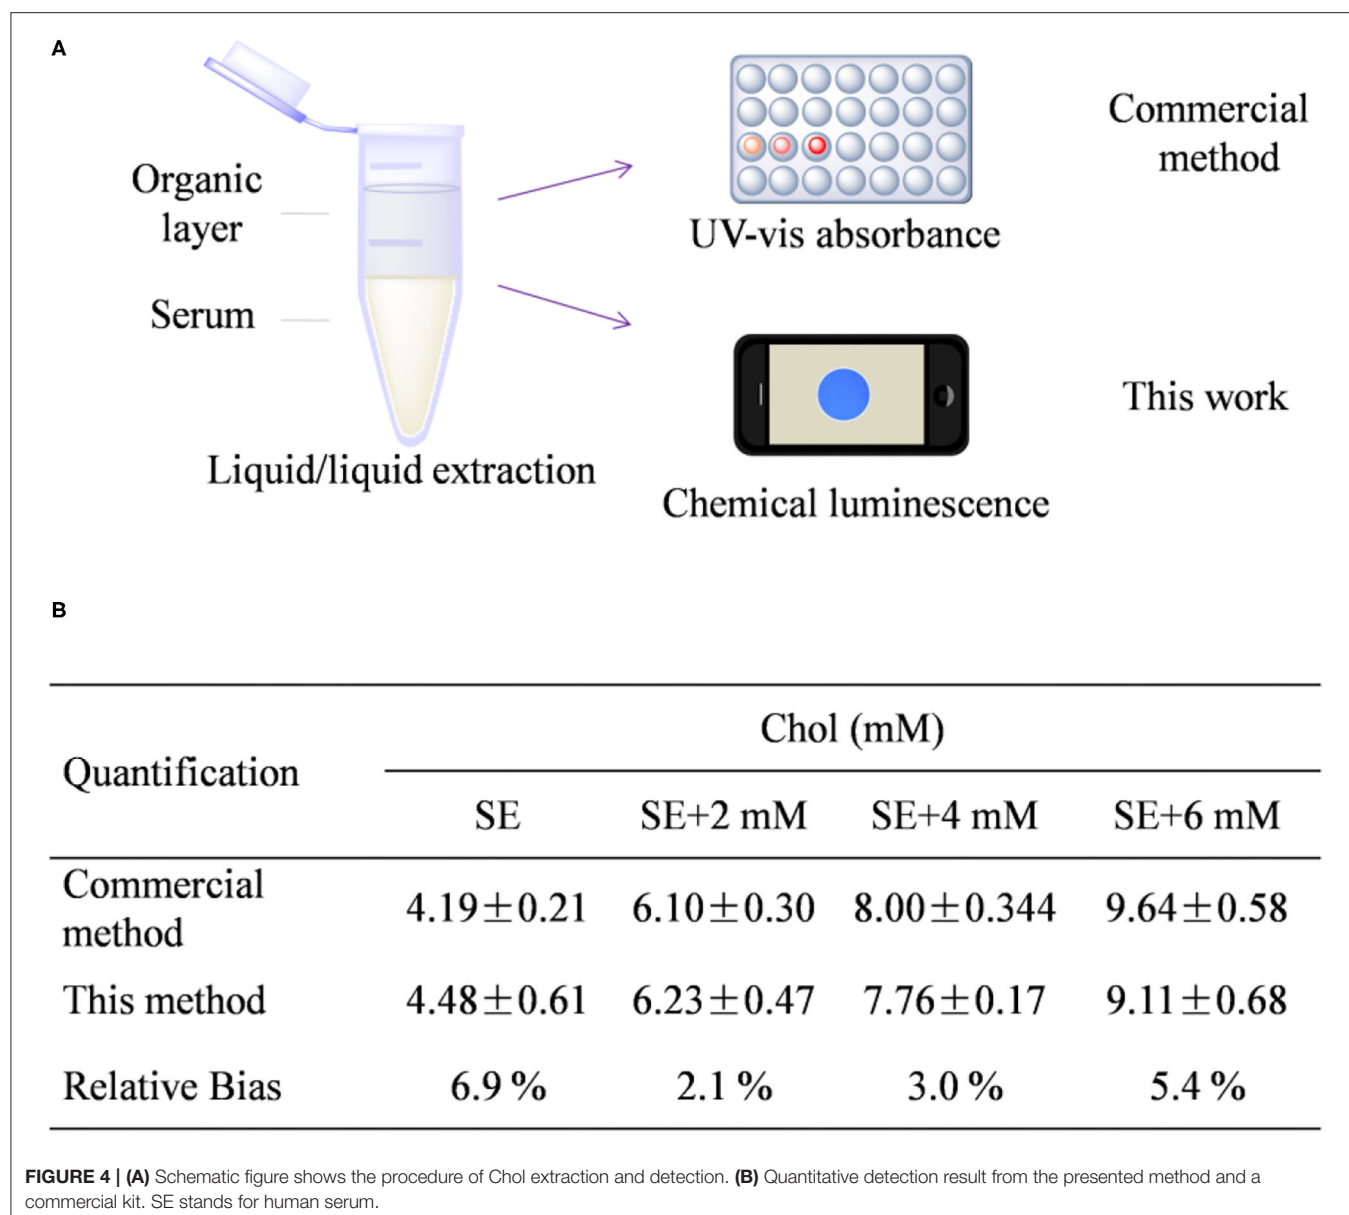 A
Organic
layer
Serum
Liquid/liquid extraction
UV-vis absorbance
Commercial
method
Chemical luminescence
This work
B
Quantification
Chol (mM)
SE SE+2 mM SE+4 mM SE+6 mM
Commercial
method
4.19±0.21 6.10±0.30 8.00±0.344 9.64±0.58
This method 4.48±0.61 6.23±0.47 7.76±0.17 9.11±0.68
Relative Bias 6.9 % 2.1 % 3.0 % 5.4 %
FIGURE 4 | (A) Schematic figure shows the procedure of Chol extraction and detection. (B) Quantitative detection result from the presented method and a
commercial kit. SE stands for human serum.